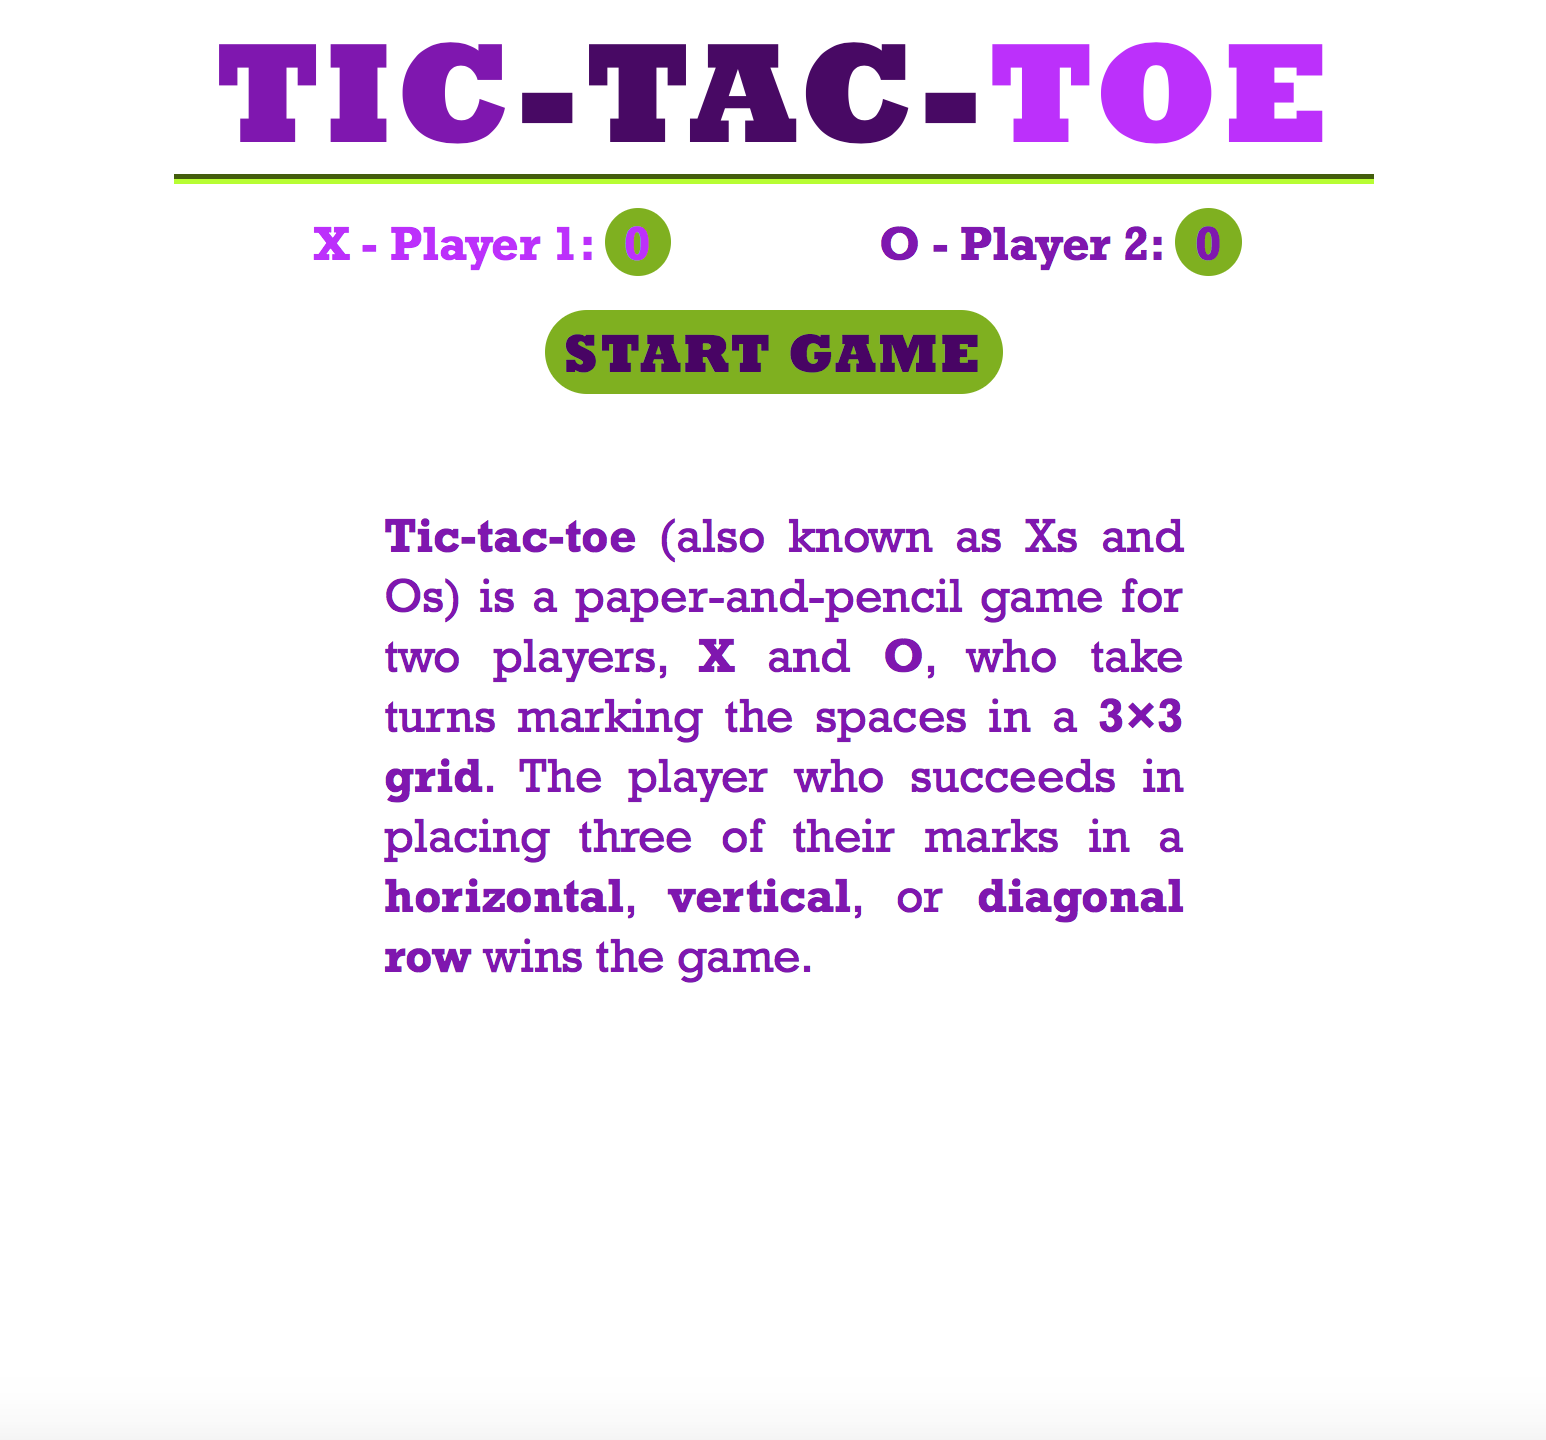 TIC-TAC-TOE
X - Player 1: 0
O - Player 2: 0
START GAME
Tic-tac-toe (also known as Xs and
Os) is a paper-and-pencil game for
two players, X and O, who take
turns marking the spaces in a 3×3
grid. The player who succeeds in
placing three of their marks in a
horizontal, vertical, or diagonal
row wins the game.